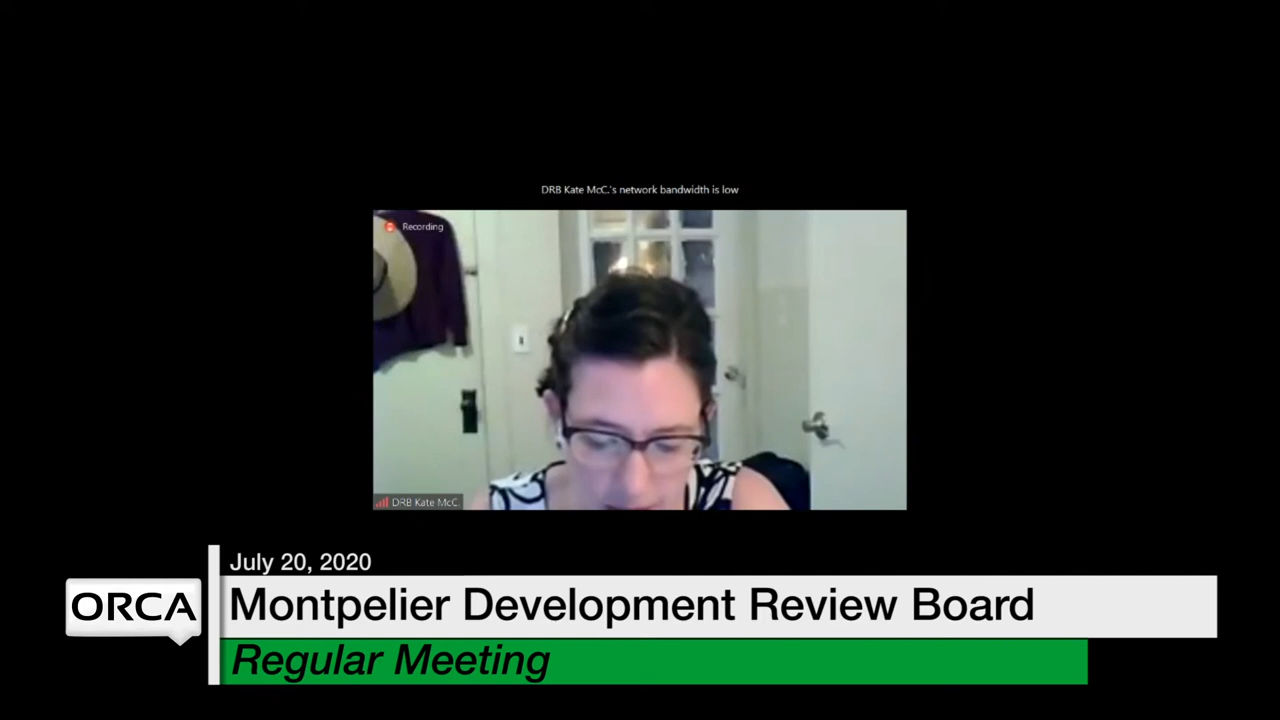 DRB Kate McC.'s network bandwidth is low
Recording
DRB Kate McC.
July 20, 2020
ORCA
Montpelier Development Review Board
Regular Meeting